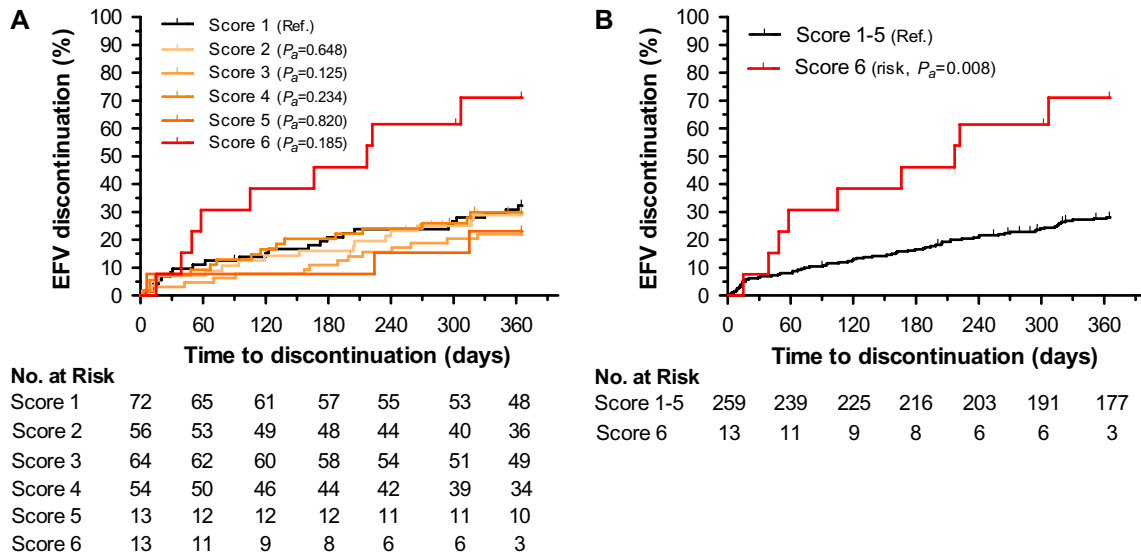 A
EFV discontinuation (%)
100
90
80
70
60
50
40
30
20
10
0
Score 1 (Ref.)
Score 2 (Pa=0.648)
Score 3 (Pa=0.125)
Score 4 (Pa=0.234)
Score 5 (Pa=0.820)
Score 6 (Pa=0.185)
0 60 120 180 240 300 360
Time to discontinuation (days)
No. at Risk
Score 1 72 65 61 57 55 53 48
Score 2 56 53 49 48 44 40 36
Score 3 64 62 60 58 54 51 49
Score 4 54 50 46 44 42 39 34
Score 5 13 12 12 12 11 11 10
Score 6 13 11 9 8 6 6 3
B
EFV discontinuation (%)
100
90
80
70
60
50
40
30
20
10
0
Score 1-5 (Ref.)
Score 6 (risk, Pa=0.008)
0 60 120 180 240 300 360
Time to discontinuation (days)
No. at Risk
Score 1-5 259 239 225 216 203 191 177
Score 6 13 11 9 8 6 6 3